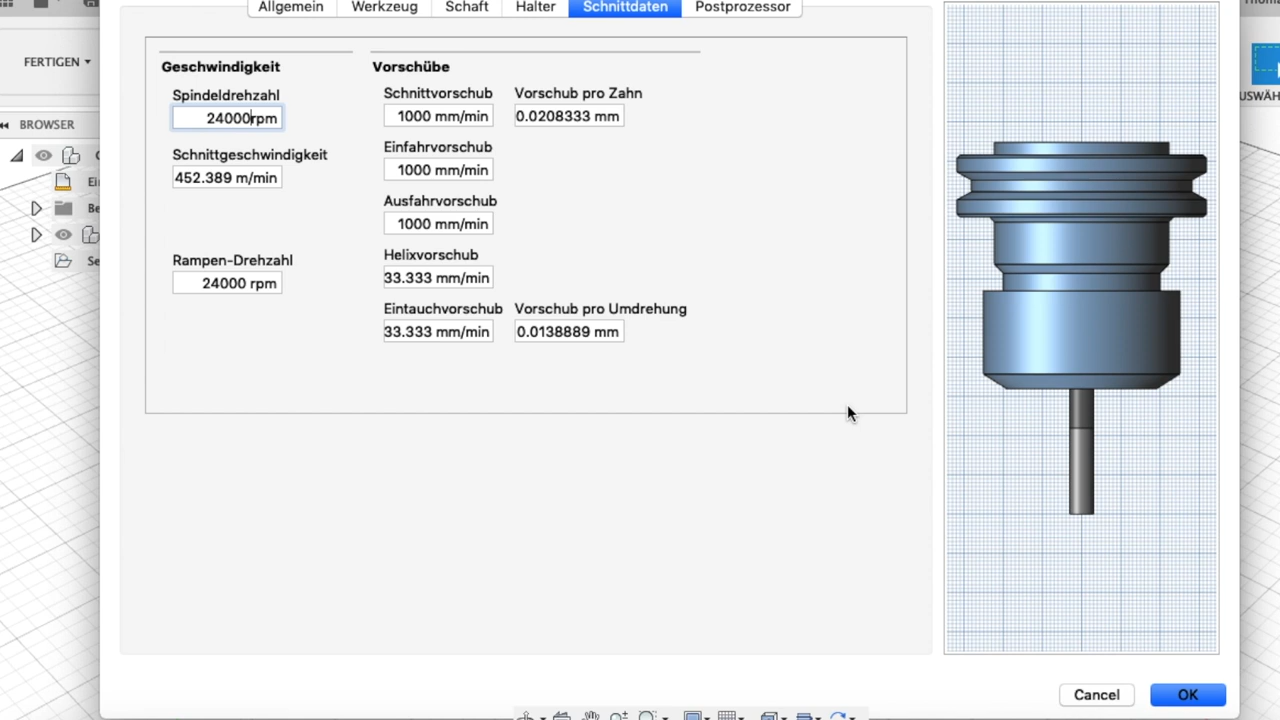 Allgemein Werkzeug Schaft Halter Schnittdaten Postprozessor
FERTIGEN
BROWSER
Geschwindigkeit
Spindeldrehzahl
24000rpm
Schnittgeschwindigkeit
452.389 m/min
Rampen-Drehzahl
24000 rpm
Vorschübe
Schnittvorschub
1000 mm/min
Vorschub pro Zahn
0.0208333 mm
Einfahrvorschub
1000 mm/min
Ausfahrvorschub
1000 mm/min
Helixvorschub
33.333 mm/min
Eintauchvorschub
33.333 mm/min
Vorschub pro Umdrehung
0.0138889 mm
Cancel
OK